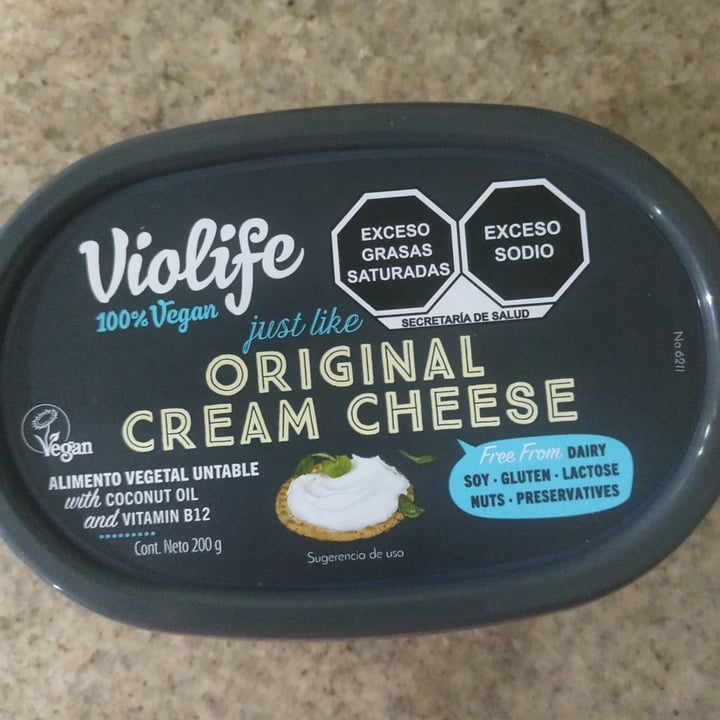 Violife
100% Vegan
EXCESO
GRASAS
SATURADAS
EXCESO
SODIO
SECRETARÍA DE SALUD
just like
ORIGINAL
CREAM CHEESE
No 6211
Vegan
ALIMENTO VEGETAL UNTABLE
with COCONUT OIL
and VITAMIN B12
Cont. Neto 200 g
Sugerencio de uso
Free From DAIRY
SOY · GLUTEN · LACTOSE
NUTS · PRESERVATIVES